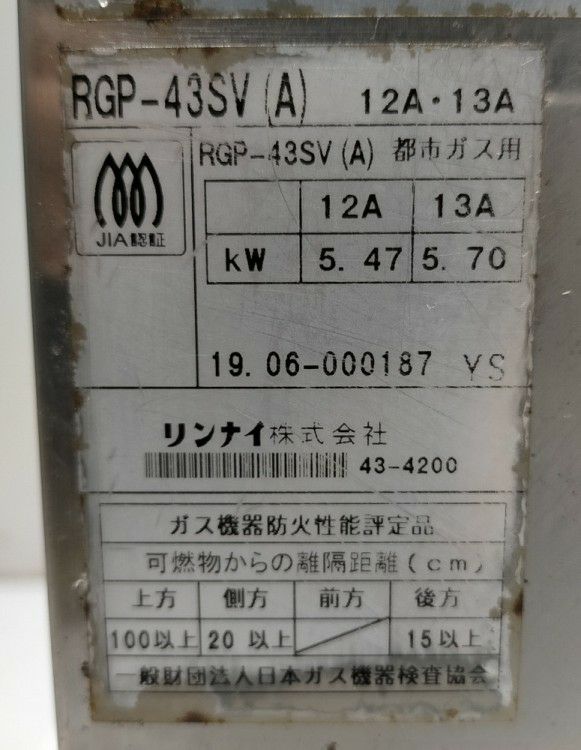 RGP-43SV(A) 12A・13A
JIA認証
RGP-43SV(A) 都市ガス用
12A 13A
kW 5.47 5.70
19.06-000187 YS
リンナイ株式会社
43-4200
ガス機器防火性能評定品
可燃物からの離隔距離(cm)
上方 側方 前方 後方
100以上 20以上 15以上
一般財団法人日本ガス機器検査協会